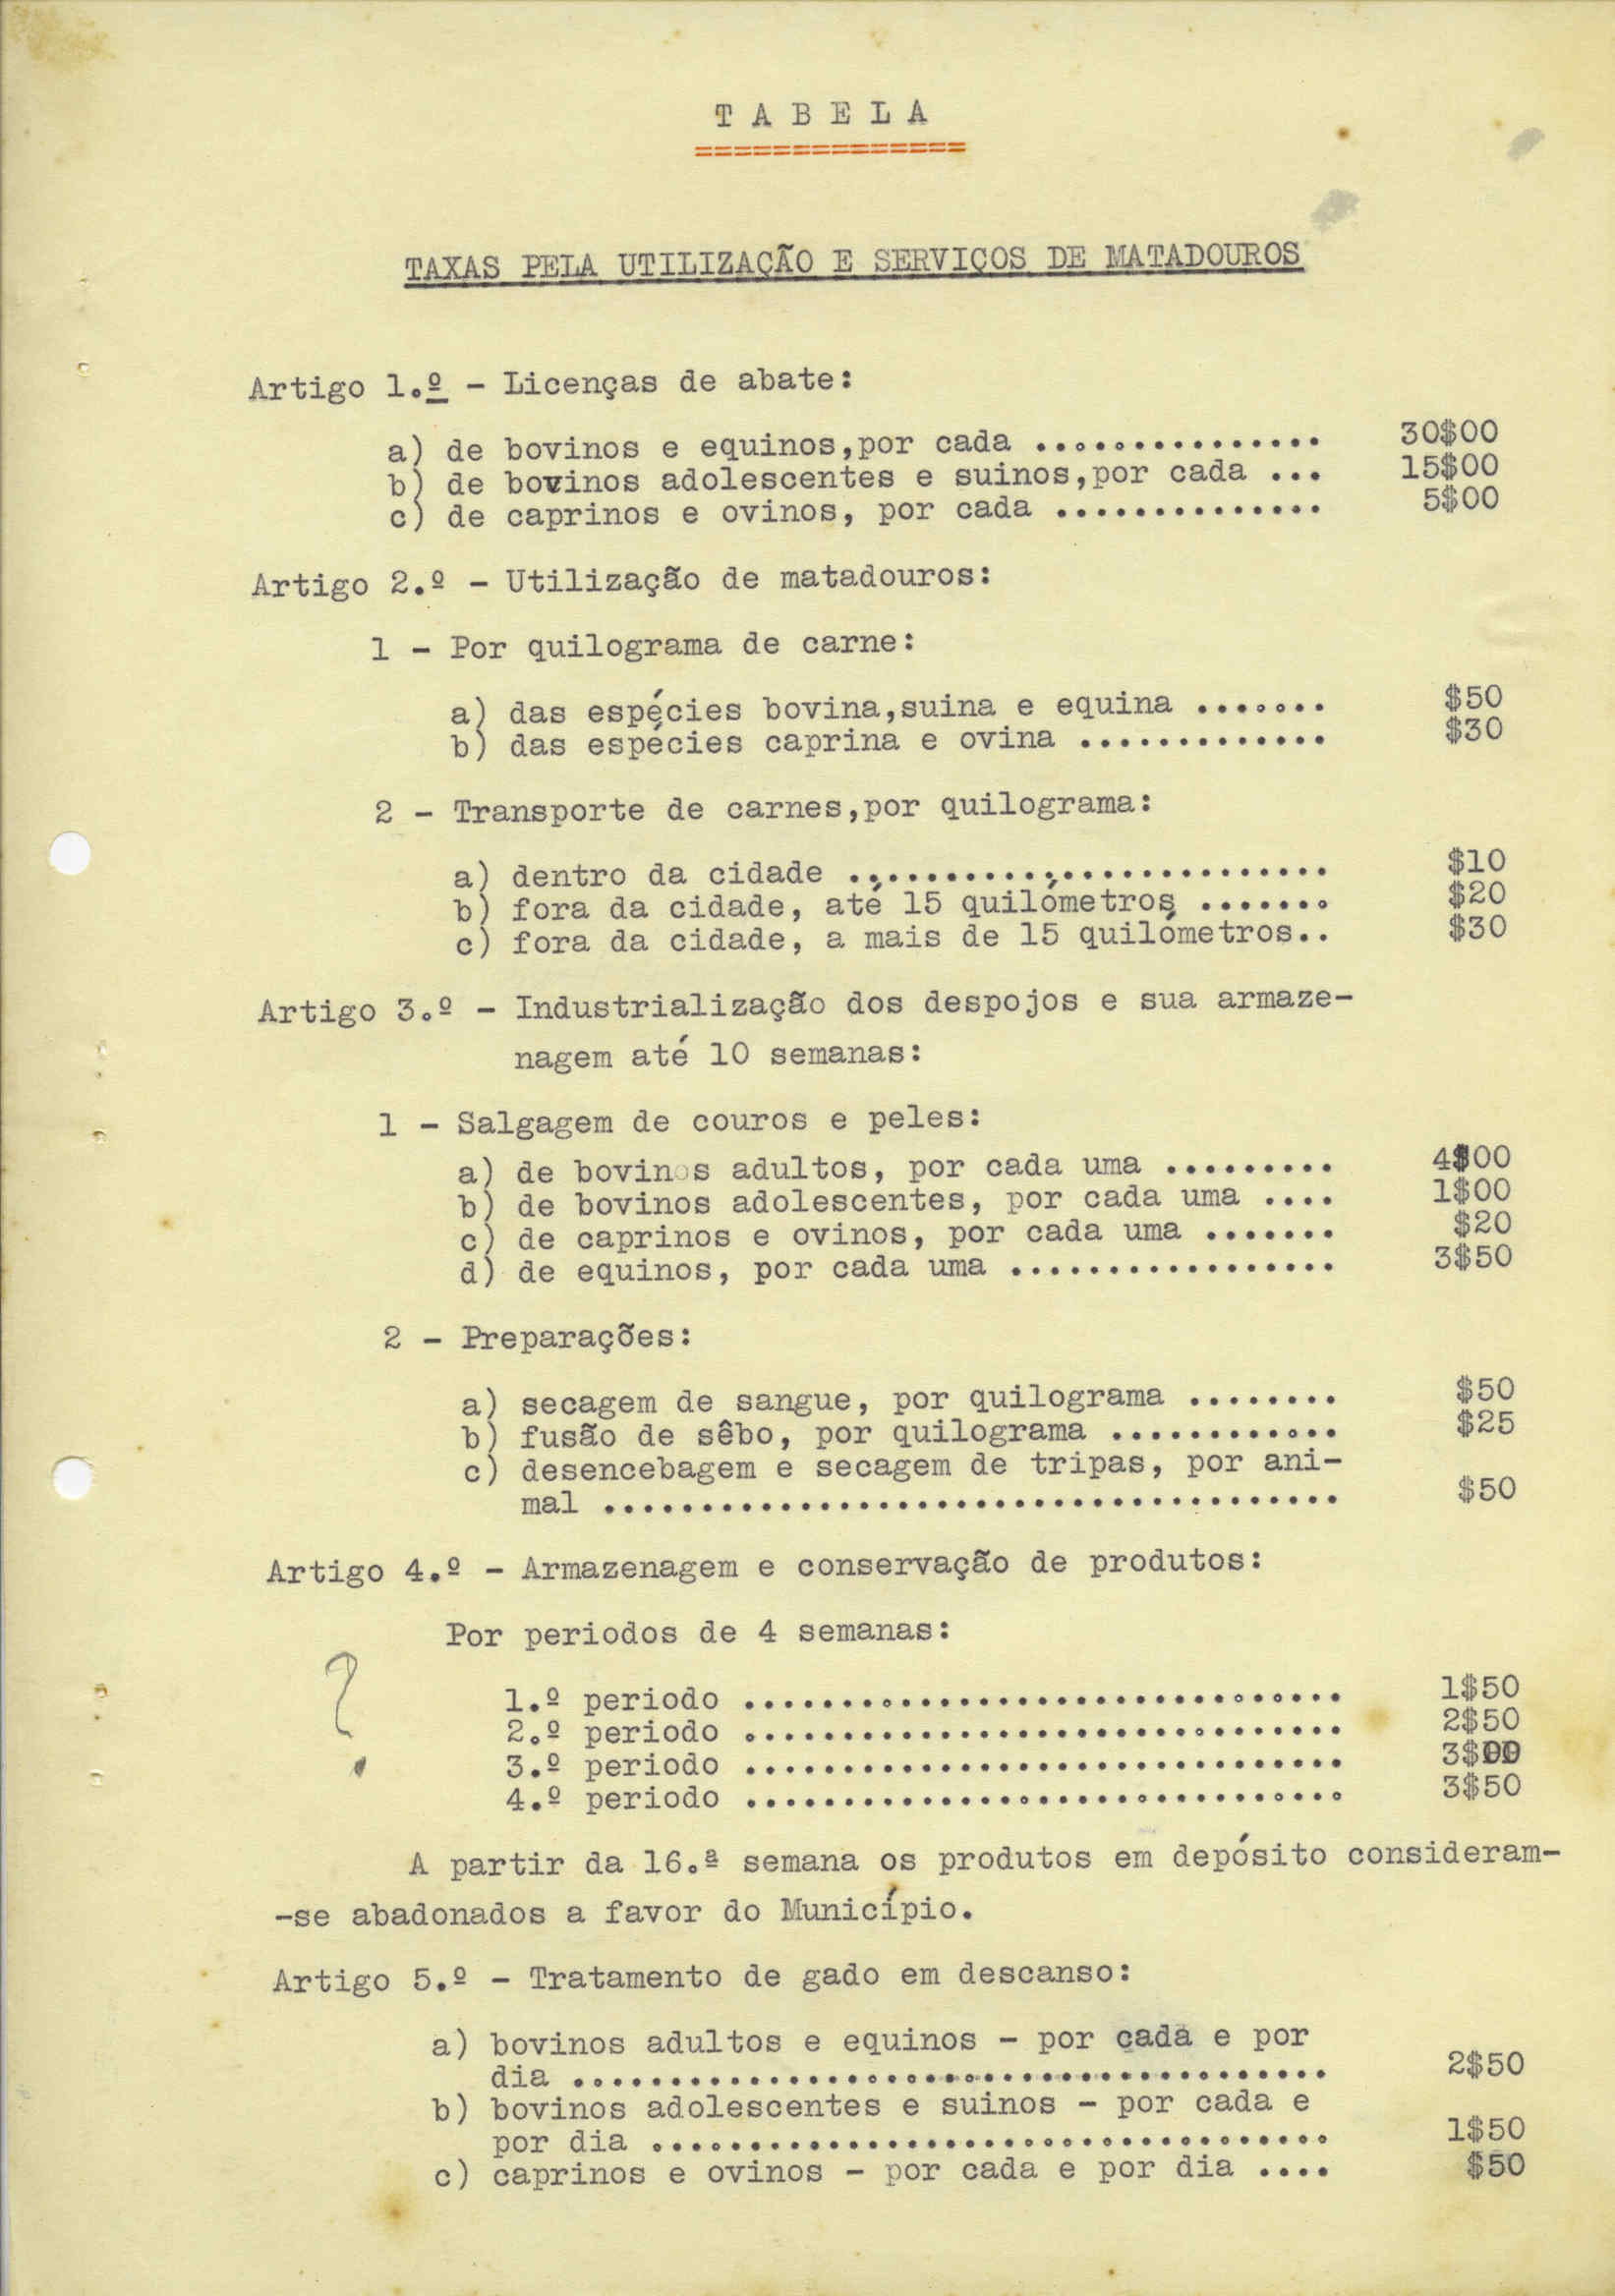 T A B E L A
==============
TAXAS PELA UTILIZAÇÃO E SERVIÇOS DE MATADOUROS
Artigo 1.º - Licenças de abate:
a) de bovinos e equinos,por cada ............... 30$00
b) de bovinos adolescentes e suinos,por cada ... 15$00
c) de caprinos e ovinos, por cada .............. 5$00
Artigo 2.º - Utilização de matadouros:
1 - Por quilograma de carne:
a) das espécies bovina,suina e equina ....... $50
b) das espécies caprina e ovina ............. $30
2 - Transporte de carnes,por quilograma:
a) dentro da cidade ......................... $10
b) fora da cidade, até 15 quilómetros ....... $20
c) fora da cidade, a mais de 15 quilómetros.. $30
Artigo 3.º - Industrialização dos despojos e sua armaze-
nagem até 10 semanas:
1 - Salgagem de couros e peles:
a) de bovinos adultos, por cada uma ......... 4$00
b) de bovinos adolescentes, por cada uma .... 1$00
c) de caprinos e ovinos, por cada uma ....... $20
d) de equinos, por cada uma ................. 3$50
2 - Preparações:
a) secagem de sangue, por quilograma ........ $50
b) fusão de sêbo, por quilograma ............ $25
c) desencebagem e secagem de tripas, por ani-
mal ...................................... $50
Artigo 4.º - Armazenagem e conservação de produtos:
Por periodos de 4 semanas:
1.º periodo ............................... 1$50
2.º periodo ............................... 2$50
3.º periodo ............................... 3$00
4.º periodo ............................... 3$50
?
A partir da 16.ª semana os produtos em depósito consideram-
-se abadonados a favor do Município.
Artigo 5.º - Tratamento de gado em descanso:
a) bovinos adultos e equinos - por cada e por
dia ....................................... 2$50
b) bovinos adolescentes e suinos - por cada e
por dia ................................... 1$50
c) caprinos e ovinos - por cada e por dia .... $50